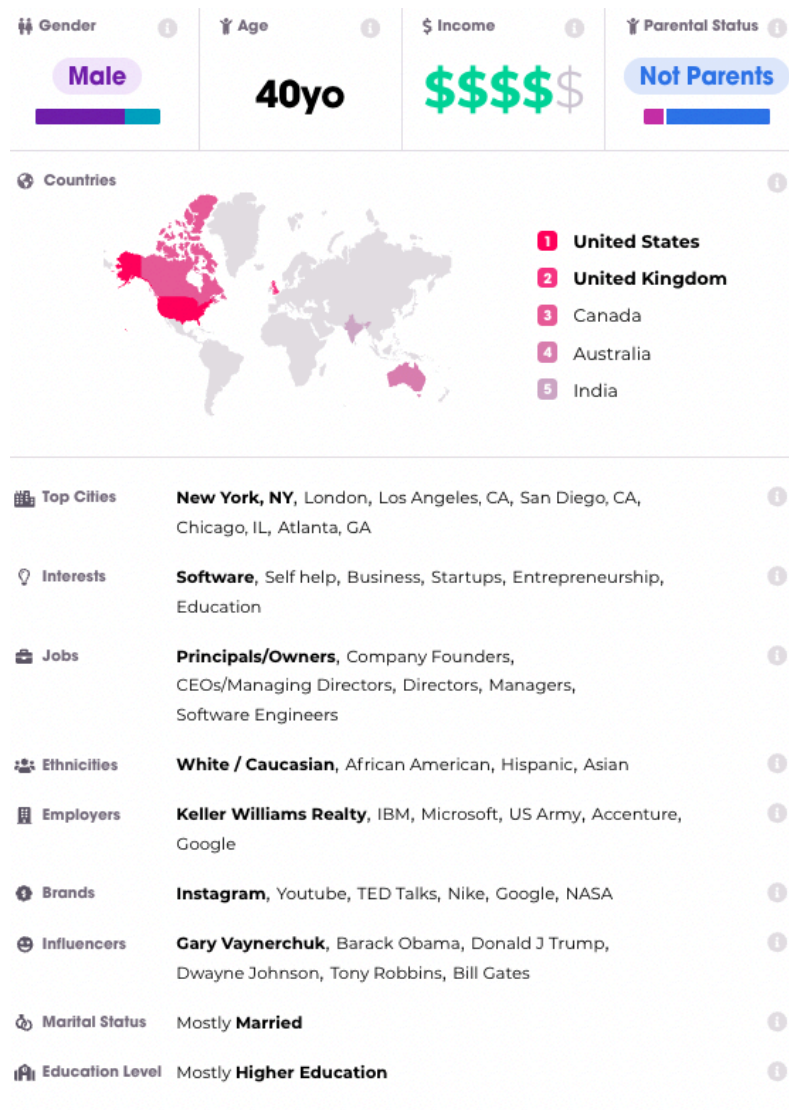 Gender
Age
$ Income
Parental Status
Male
40yo
$$$$$
Not Parents
Countries
1 United States
2 United Kingdom
3 Canada
4 Australia
5 India
Top Cities
New York, NY, London, Los Angeles, CA, San Diego, CA,
Chicago, IL, Atlanta, GA
Interests
Software, Self help, Business, Startups, Entrepreneurship,
Education
Jobs
Principals/Owners, Company Founders,
CEOs/Managing Directors, Directors, Managers,
Software Engineers
Ethnicities
White / Caucasian, African American, Hispanic, Asian
Employers
Keller Williams Realty, IBM, Microsoft, US Army, Accenture,
Google
Brands
Instagram, Youtube, TED Talks, Nike, Google, NASA
Influencers
Gary Vaynerchuk, Barack Obama, Donald J Trump,
Dwayne Johnson, Tony Robbins, Bill Gates
Marital Status
Mostly Married
Education Level
Mostly Higher Education